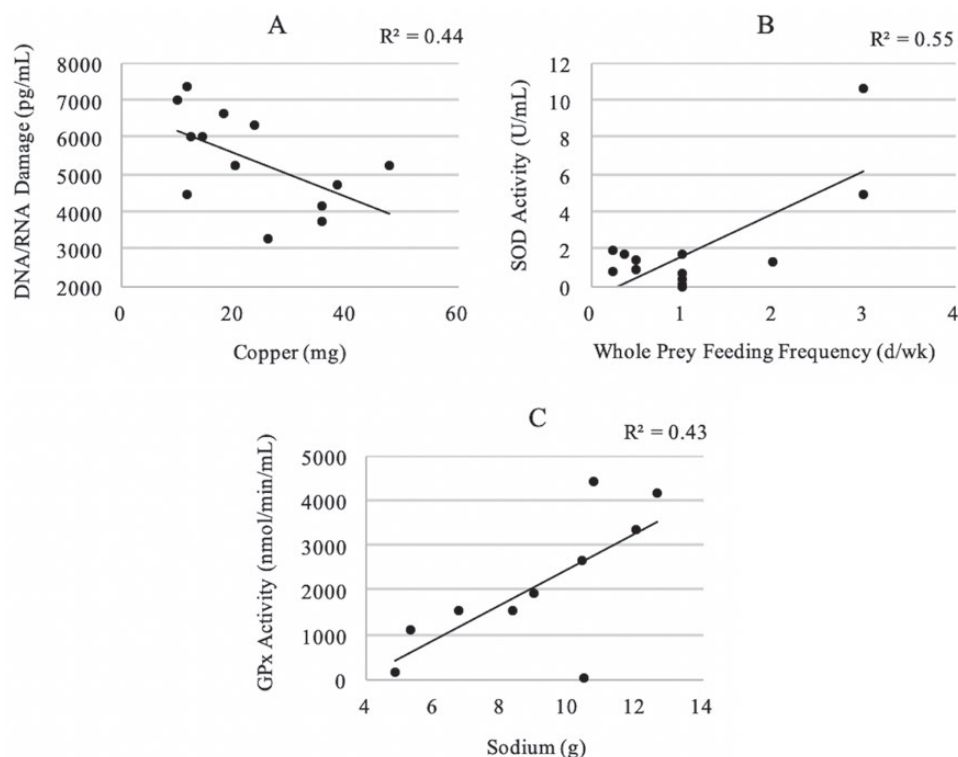 A
R² = 0.44
DNA/RNA Damage (pg/mL)
8000
7000
6000
5000
4000
3000
2000
0 20 40 60
Copper (mg)
B
R² = 0.55
SOD Activity (U/mL)
12
10
8
6
4
2
0
0 1 2 3 4
Whole Prey Feeding Frequency (d/wk)
C
R² = 0.43
GPx Activity (nmol/min/mL)
5000
4000
3000
2000
1000
0
4 6 8 10 12 14
Sodium (g)